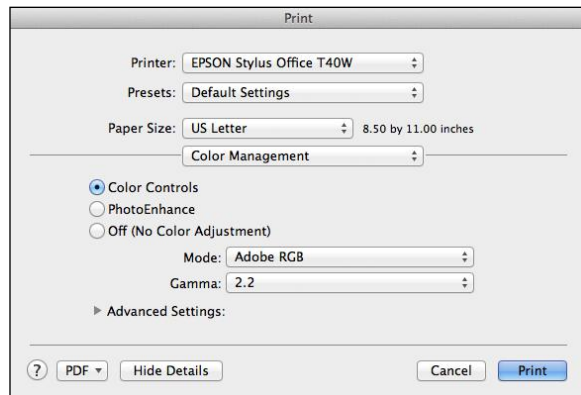 Print
Printer: EPSON Stylus Office T40W
Presets: Default Settings
Paper Size: US Letter 8.50 by 11.00 inches
Color Management
Color Controls
PhotoEnhance
Off (No Color Adjustment)
Mode: Adobe RGB
Gamma: 2.2
Advanced Settings:
? PDF Hide Details Cancel Print